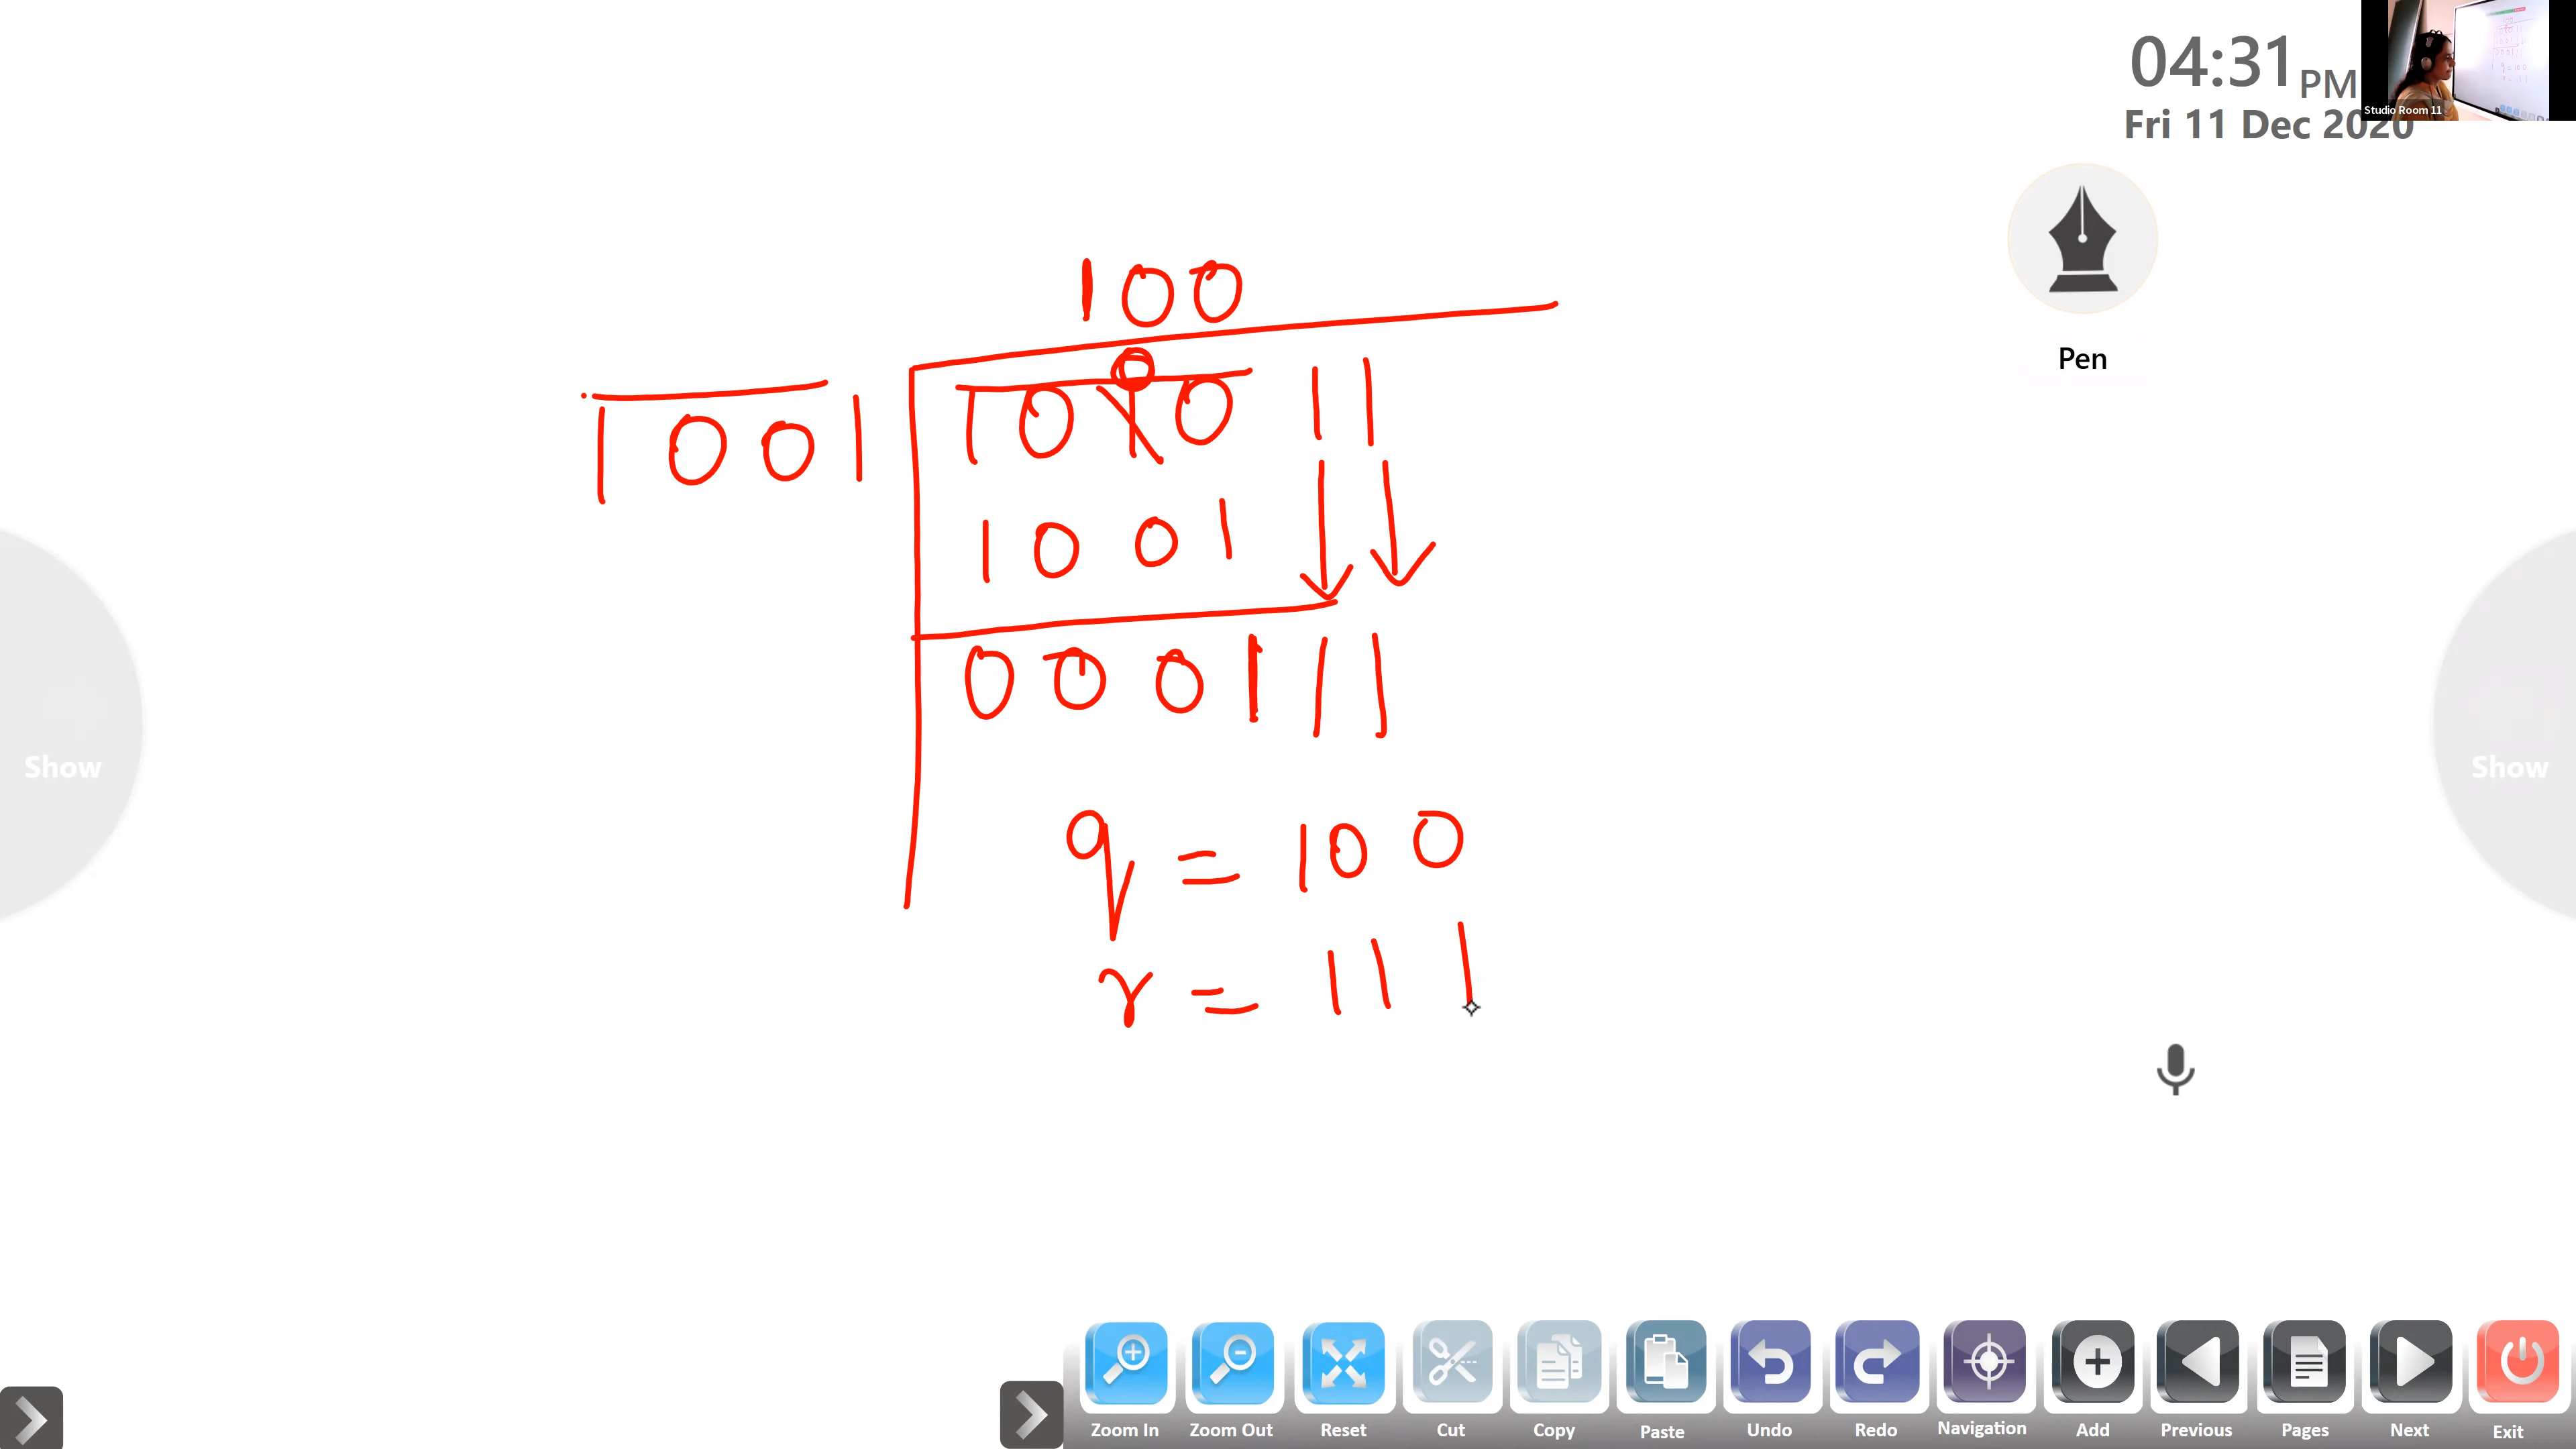 04:31 PM
Fri 11 Dec 2020
Studio Room 11
Pen
100
0
1001 101011
1001
000111
q = 100
r = 111
Show
Show
Zoom In Zoom Out Reset Cut Copy Paste Undo Redo Navigation Add Previous Pages Next Exit